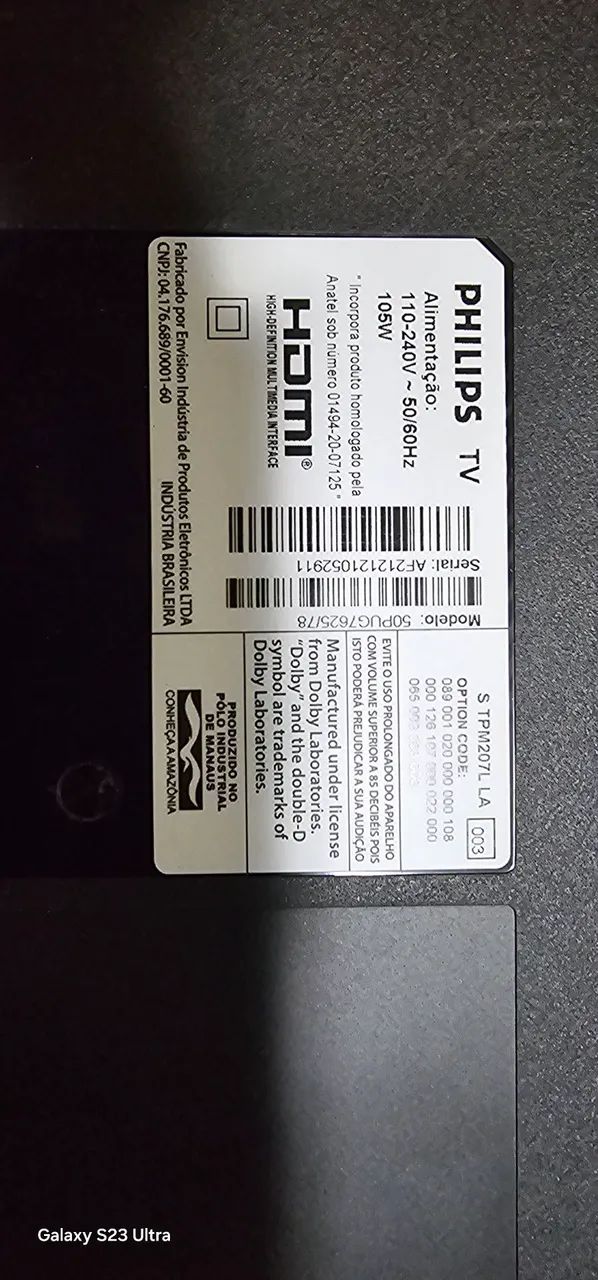 PHILIPS TV
Alimentação:
110-240V ~ 50/60Hz
105W
" Incorpora produto homologado pela
Anatel sob número 01494-20-07125 "
HDMI®
HIGH-DEFINITION MULTIMEDIA INTERFACE
Fabricado por Envision Indústria de Produtos Eletrônicos LTDA
CNPJ: 04.176.689/0001-60
INDÚSTRIA BRASILEIRA
Modelo: 50PUG7625/78
Serial: AF2121121052911
S TPM207L LA 003
OPTION CODE:
089 001 020 000 000 108
000 128 027 000
065
EVITE O USO PROLONGADO DO APARELHO
COM VOLUME SUPERIOR A 85 DECIBÉIS POIS
ISTO PODERÁ PREJUDICAR A SUA AUDIÇÃO
Manufactured under license
from Dolby Laboratories.
"Dolby" and the double-D
symbol are trademarks of
Dolby Laboratories.
PRODUZIDO NO
PÓLO INDUSTRIAL
DE MANAUS
CONHEÇA A AMAZÔNIA
Galaxy S23 Ultra